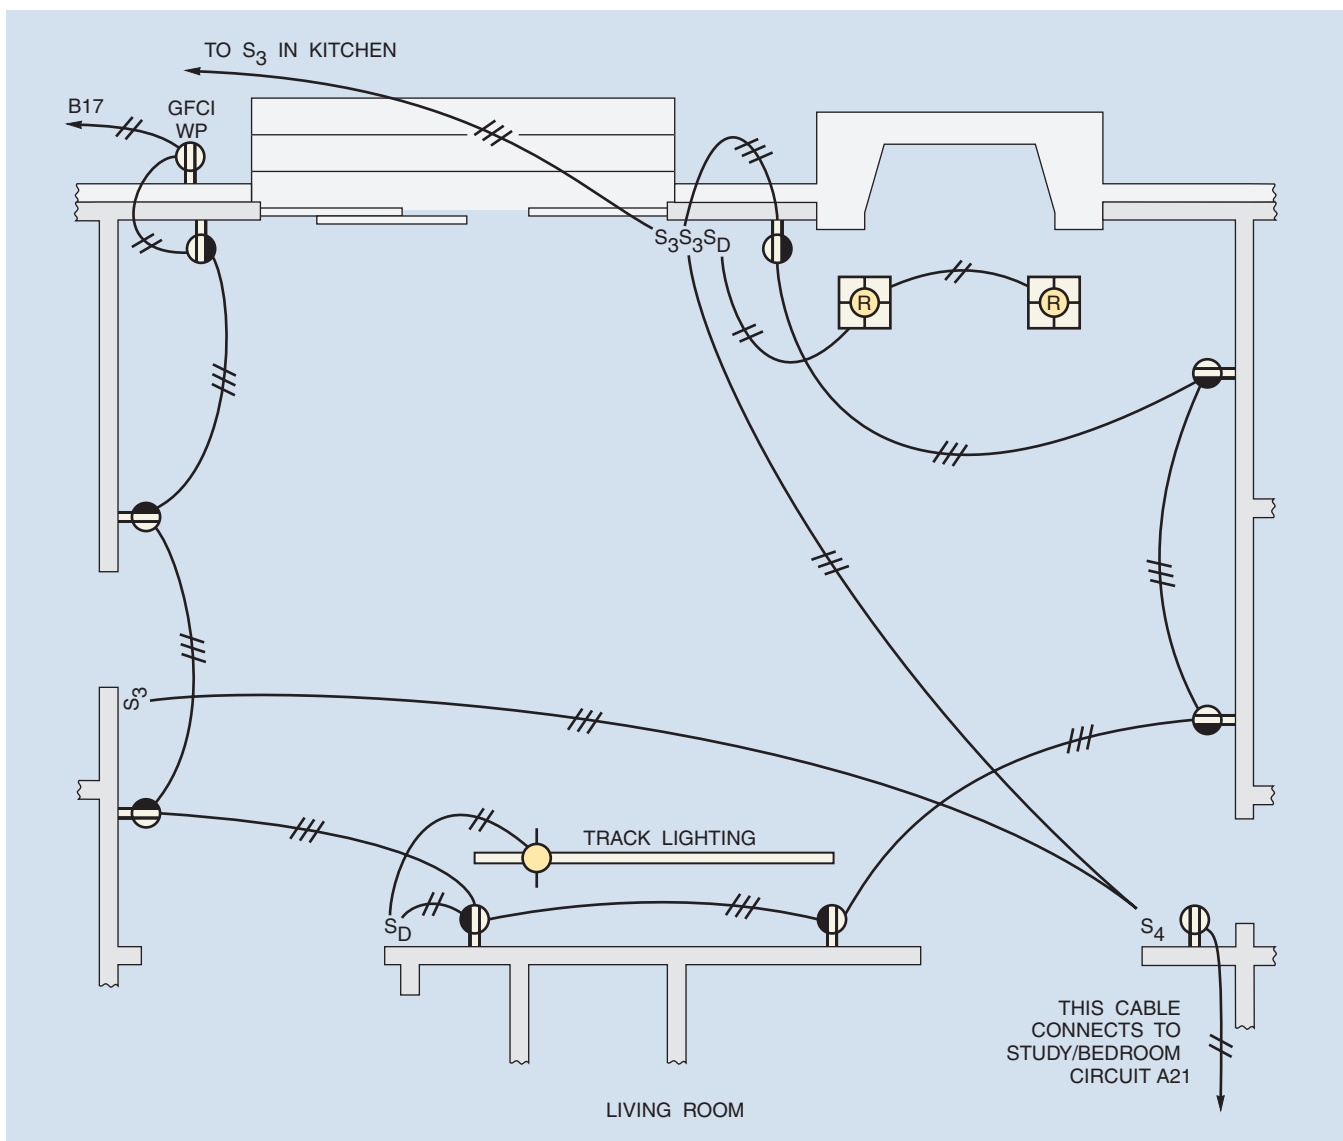 TO S3 IN KITCHEN
B17
GFCI
WP
S3S3SD
R
R
S3
TRACK LIGHTING
SD
S4
THIS CABLE
CONNECTS TO
STUDY/BEDROOM
CIRCUIT A21
LIVING ROOM